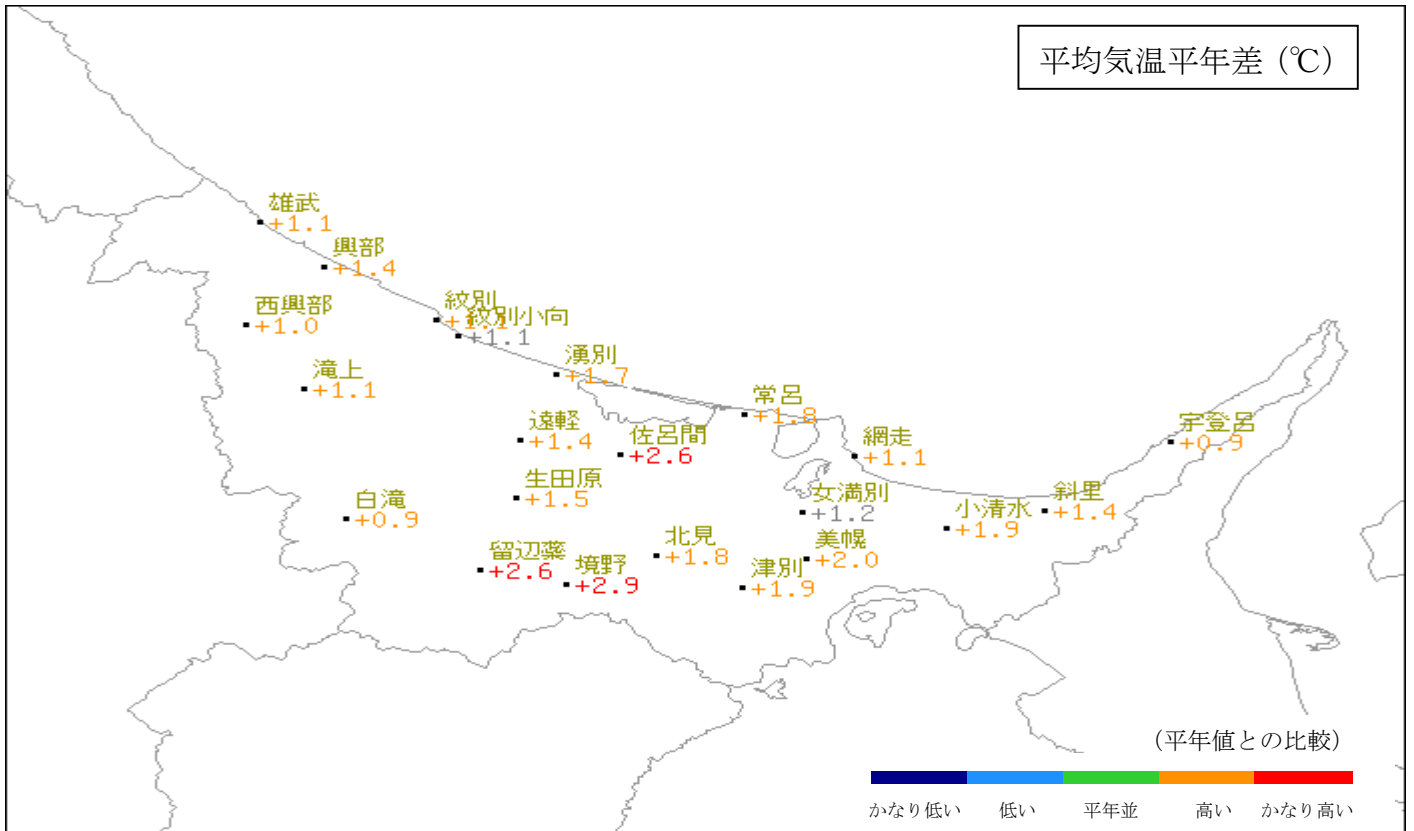 平均気温平年差（℃）
雄武
+1.1
興部
+1.4
西興部
+1.0
紋別
+1.1
紋別小向
+1.1
滝上
+1.1
湧別
+1.7
常呂
+1.8
遠軽
+1.4
佐呂間
+2.6
網走
+1.1
宇登呂
+0.9
生田原
+1.5
白滝
+0.9
女満別
+1.2
小清水
+1.9
斜里
+1.4
留辺蘂
+2.6
境野
+2.9
北見
+1.8
美幌
+2.0
津別
+1.9
（平年値との比較）
かなり低い 低い 平年並 高い かなり高い